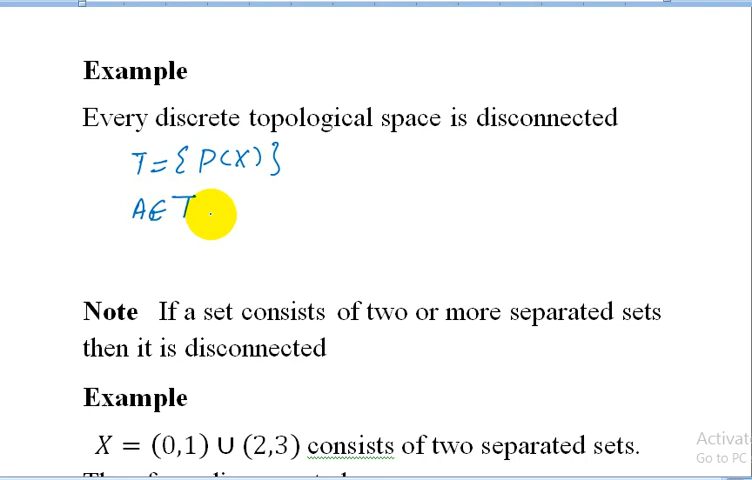 Example
Every discrete topological space is disconnected
T = { P(X) }
A ∈ T
Note If a set consists of two or more separated sets
then it is disconnected
Example
X = (0,1) ∪ (2,3) consists of two separated sets.
Activat
Go to PC